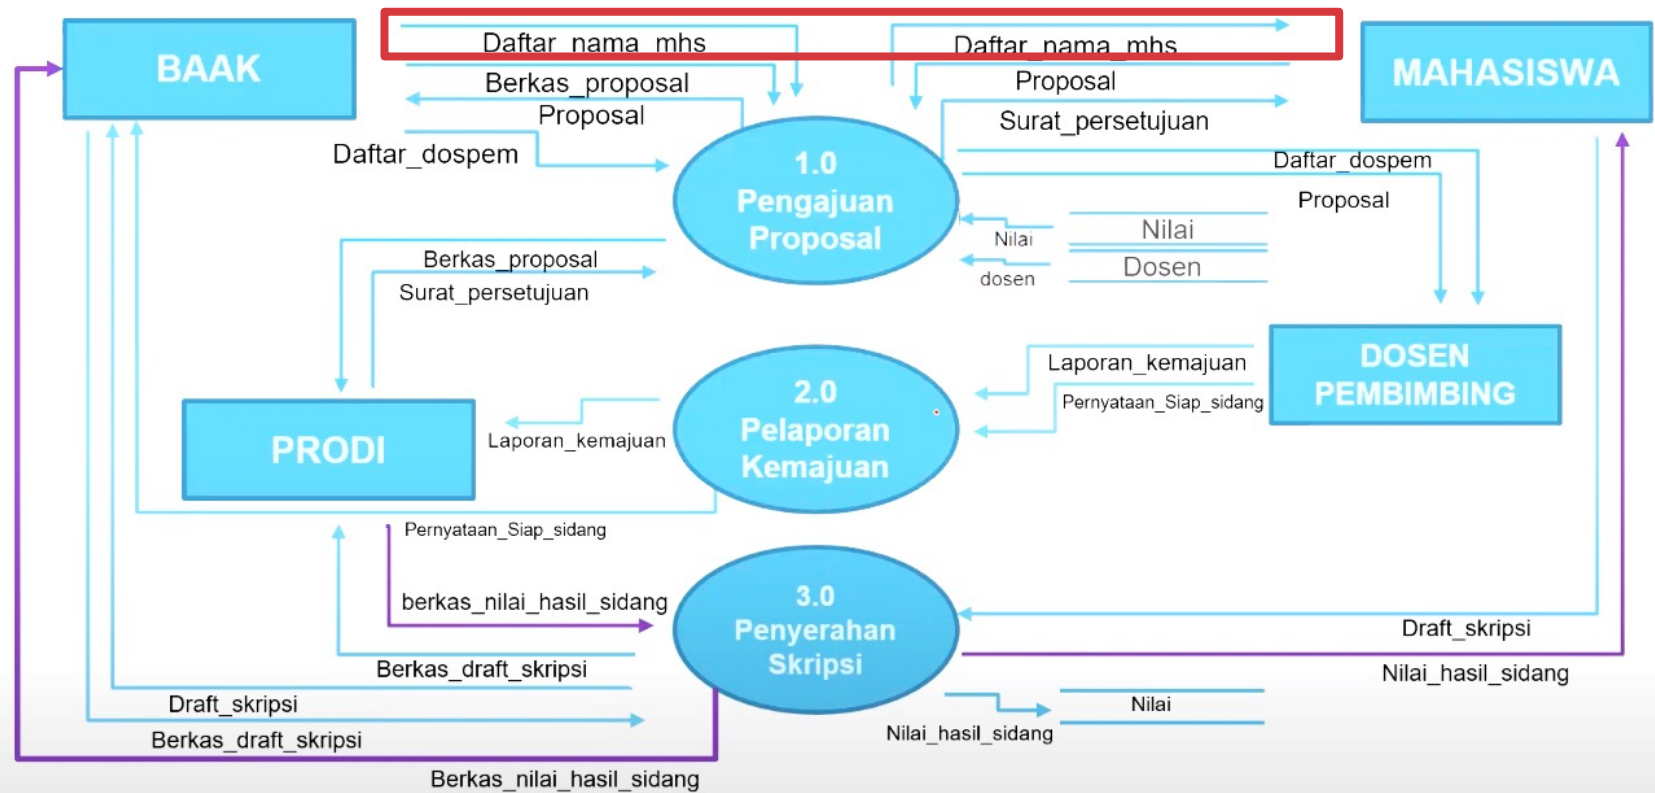 BAAK
Daftar_nama_mhs
Daftar_nama_mhs
MAHASISWA
Berkas_proposal
Proposal
Proposal
Surat_persetujuan
Daftar_dospem
1.0
Pengajuan
Proposal
Daftar_dospem
Proposal
Nilai
Nilai
Dosen
dosen
Berkas_proposal
Surat_persetujuan
Laporan_kemajuan
Pernyataan_Siap_sidang
DOSEN
PEMBIMBING
2.0
Pelaporan
Kemajuan
Laporan_kemajuan
PRODI
Pernyataan_Siap_sidang
berkas_nilai_hasil_sidang
3.0
Penyerahan
Skripsi
Draft_skripsi
Berkas_draft_skripsi
Nilai_hasil_sidang
Draft_skripsi
Nilai
Nilai_hasil_sidang
Berkas_draft_skripsi
Berkas_nilai_hasil_sidang